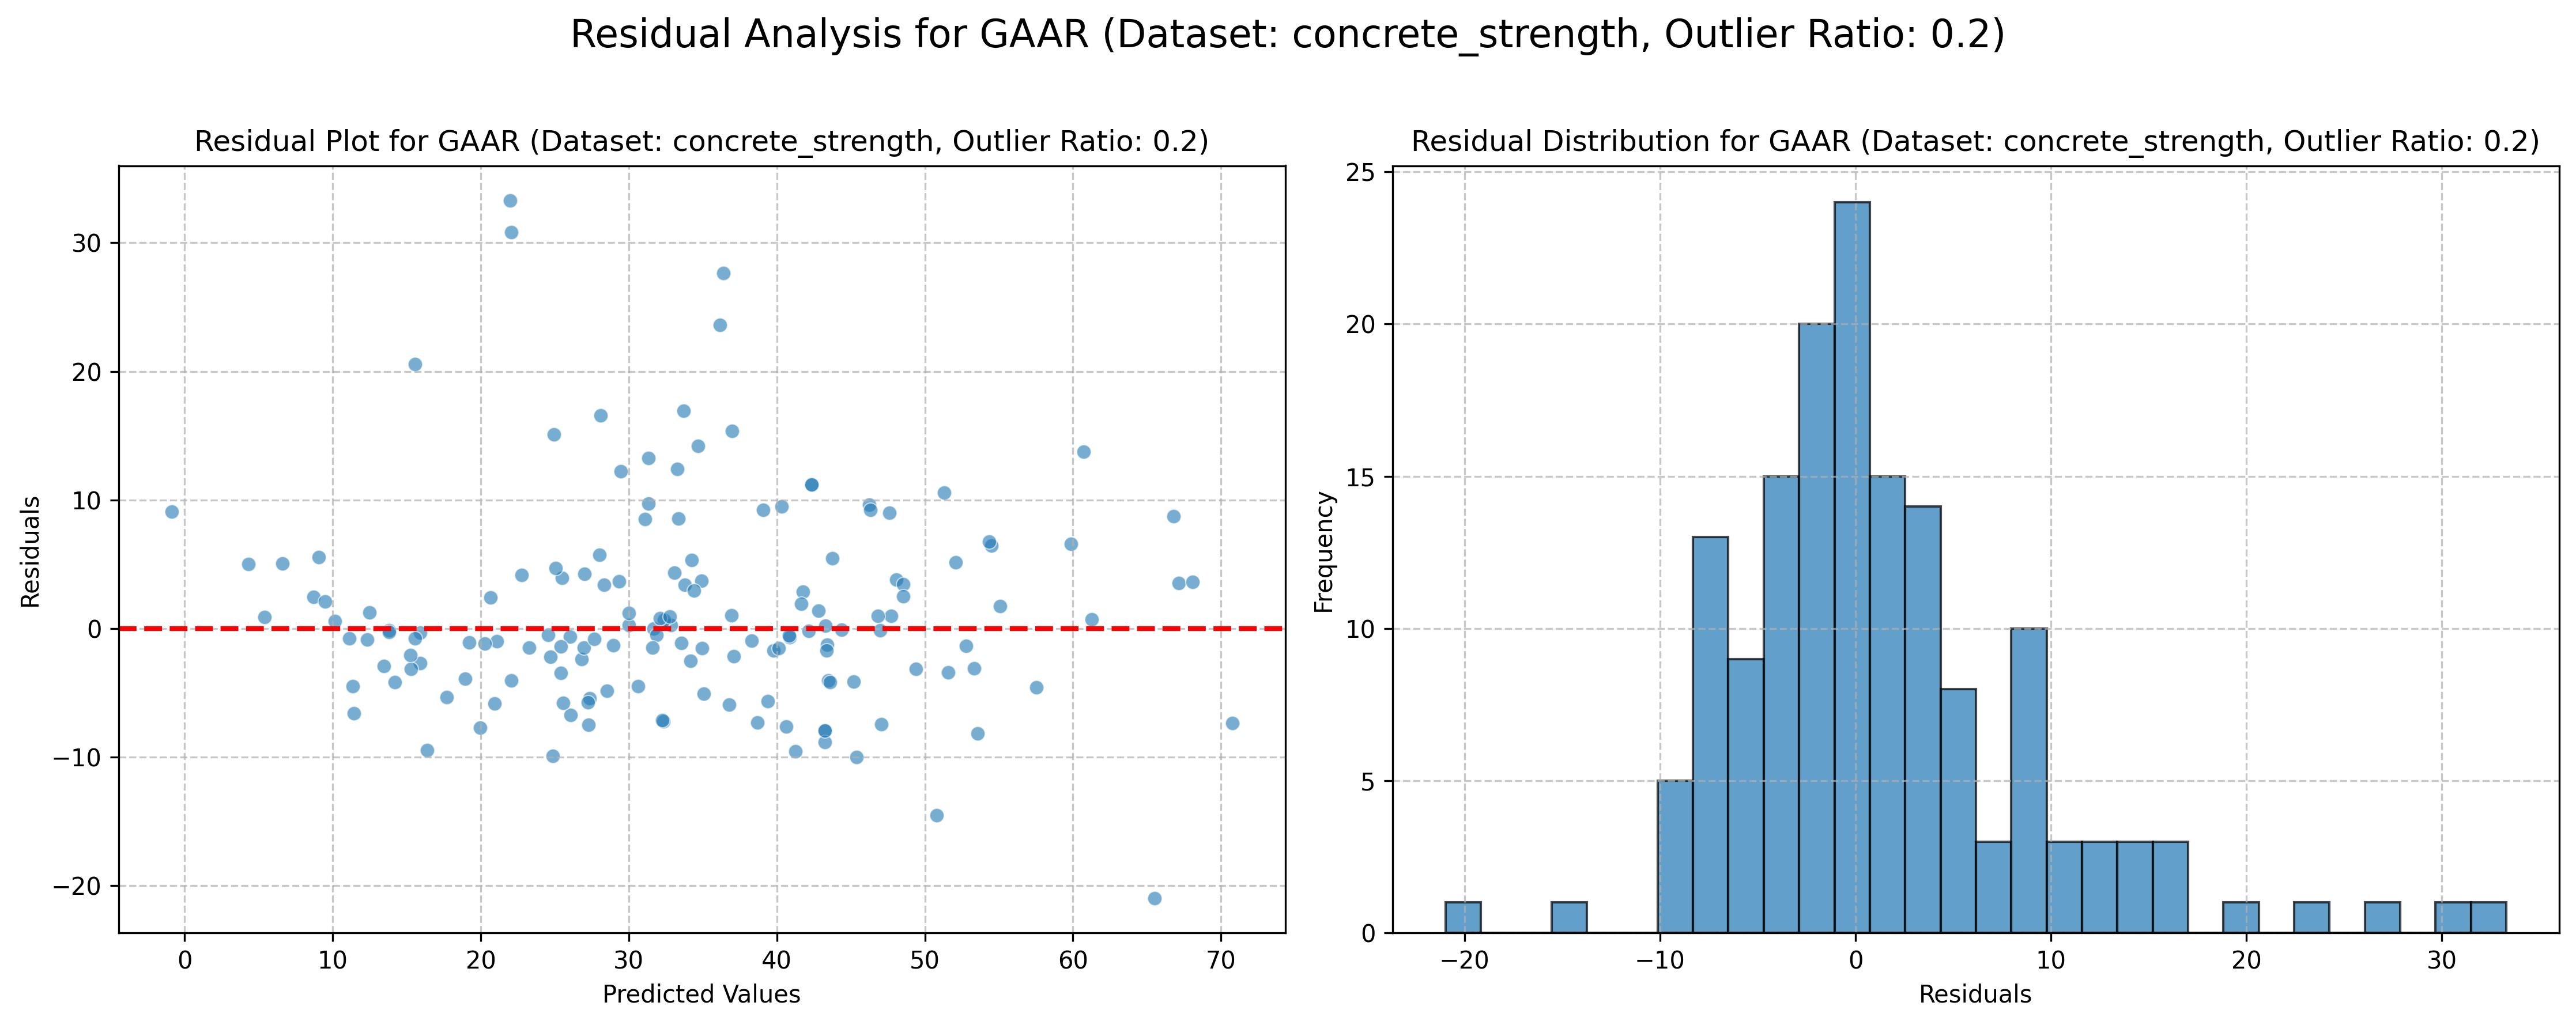 Residual Analysis for GAAR (Dataset: concrete_strength, Outlier Ratio: 0.2)
Residual Plot for GAAR (Dataset: concrete_strength, Outlier Ratio: 0.2)
30
20
10
0
−10
−20
Residuals
0 10 20 30 40 50 60 70
Predicted Values
Residual Distribution for GAAR (Dataset: concrete_strength, Outlier Ratio: 0.2)
25
20
15
10
5
0
Frequency
−20 −10 0 10 20 30
Residuals